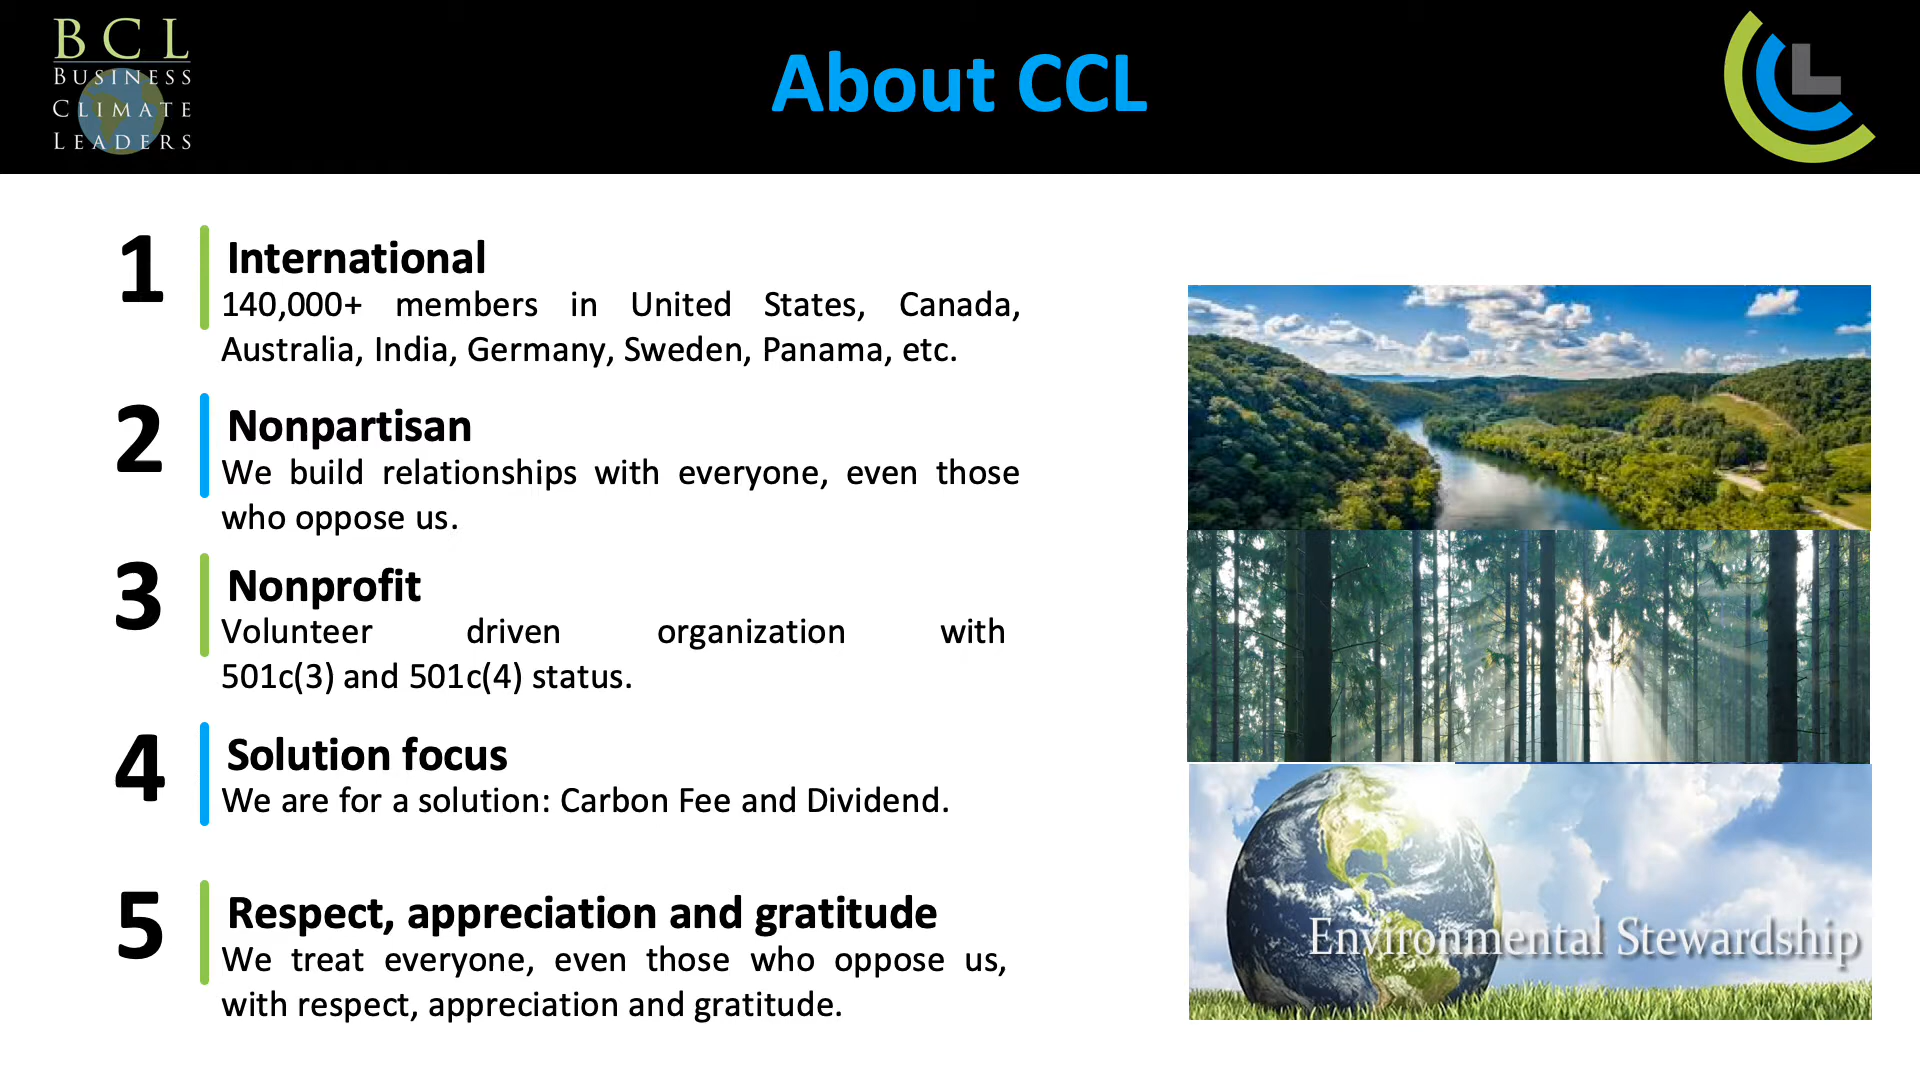 BCL
BUSINESS
CLIMATE
LEADERS
About CCL
1
International
140,000+ members in United States, Canada,
Australia, India, Germany, Sweden, Panama, etc.
2
Nonpartisan
We build relationships with everyone, even those
who oppose us.
3
Nonprofit
Volunteer driven organization with
501c(3) and 501c(4) status.
4
Solution focus
We are for a solution: Carbon Fee and Dividend.
5
Respect, appreciation and gratitude
We treat everyone, even those who oppose us,
with respect, appreciation and gratitude.
Environmental Stewardship